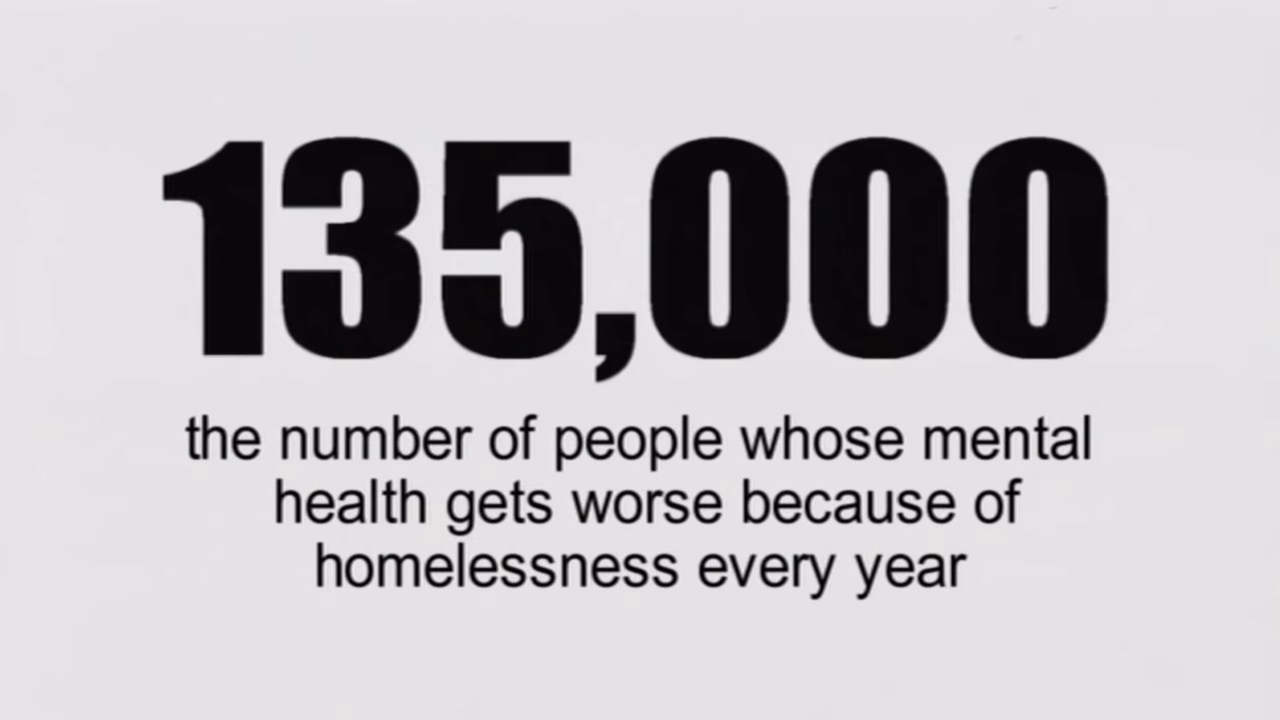 135,000
the number of people whose mental
health gets worse because of
homelessness every year